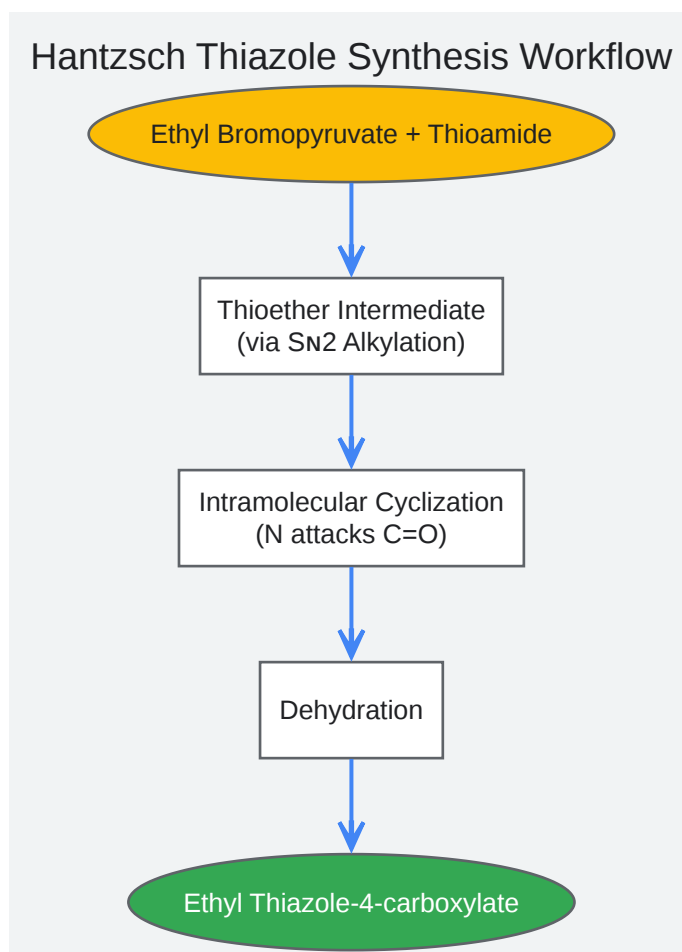 Hantzsch Thiazole Synthesis Workflow
Ethyl Bromopyruvate + Thioamide
Thioether Intermediate
(via Sɴ2 Alkylation)
Intramolecular Cyclization
(N attacks C=O)
Dehydration
Ethyl Thiazole-4-carboxylate